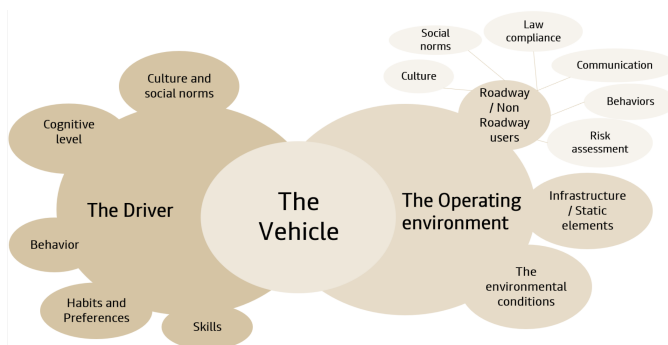 Culture and
social norms
Cognitive
level
The Driver
Behavior
Habits and
Preferences
Skills
The
Vehicle
The Operating
environment
Social
norms
Law
compliance
Culture
Communication
Roadway
/ Non
Roadway
users
Behaviors
Risk
assessment
Infrastructure
/ Static
elements
The
environmental
conditions